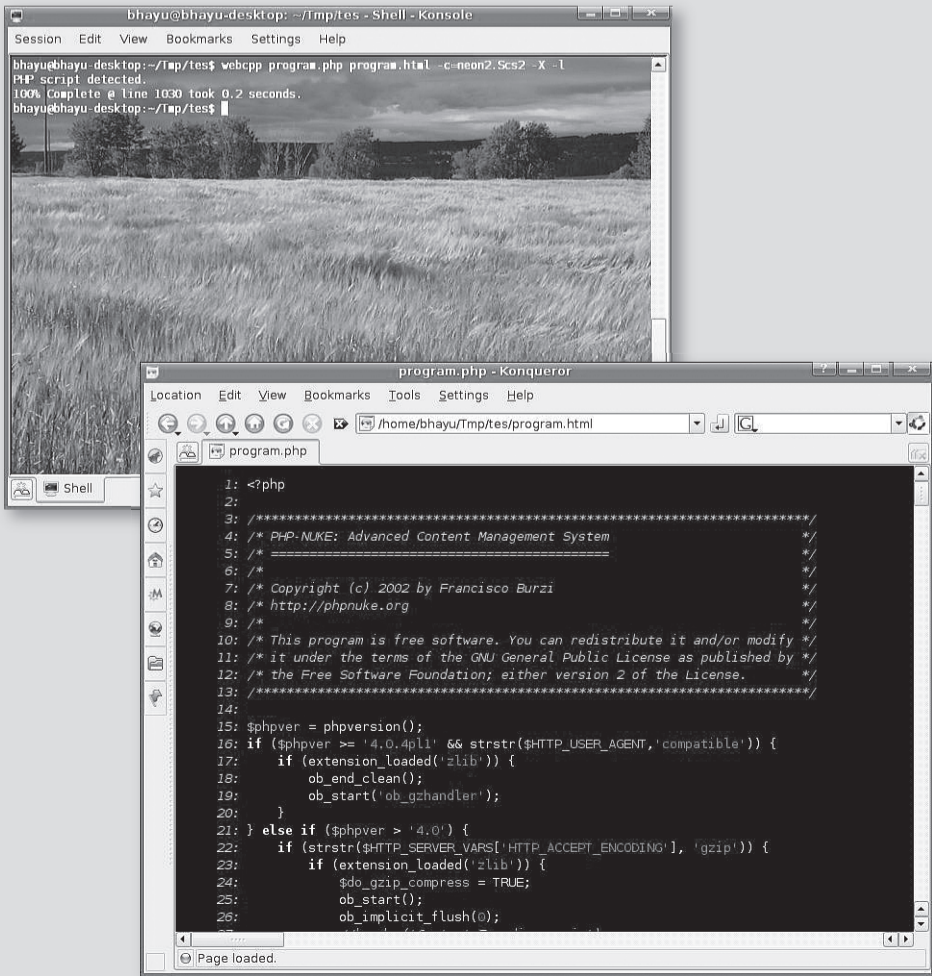 bhayu@bhayu-desktop: ~/Tmp/tes - Shell - Konsole
Session Edit View Bookmarks Settings Help
bhayu@bhayu-desktop:~/Tmp/tes$ webcpp program.php program.html -c=neon2.Scs2 -X -l
PHP script detected.
100% Complete @ line 1030 took 0.2 seconds.
bhayu@bhayu-desktop:~/Tmp/tes$
Shell
program.php - Konqueror
Location Edit View Bookmarks Tools Settings Help
/home/bhayu/Tmp/tes/program.html
program.php
1: <?php
2:
3: /************************************************************************/
4: /* PHP-NUKE: Advanced Content Management System */
5: /* ============================================ */
6: /* */
7: /* Copyright (c) 2002 by Francisco Burzi */
8: /* http://phpnuke.org */
9: /* */
10: /* This program is free software. You can redistribute it and/or modify */
11: /* it under the terms of the GNU General Public License as published by */
12: /* the Free Software Foundation; either version 2 of the License. */
13: /************************************************************************/
14:
15: $phpver = phpversion();
16: if ($phpver >= '4.0.4pl1' && strstr($HTTP_USER_AGENT,'compatible')) {
17: if (extension_loaded('zlib')) {
18: ob_end_clean();
19: ob_start('ob_gzhandler');
20: }
21: } else if ($phpver > '4.0') {
22: if (strstr($HTTP_SERVER_VARS['HTTP_ACCEPT_ENCODING'], 'gzip')) {
23: if (extension_loaded('zlib')) {
24: $do_gzip_compress = TRUE;
25: ob_start();
26: ob_implicit_flush(0);
Page loaded.